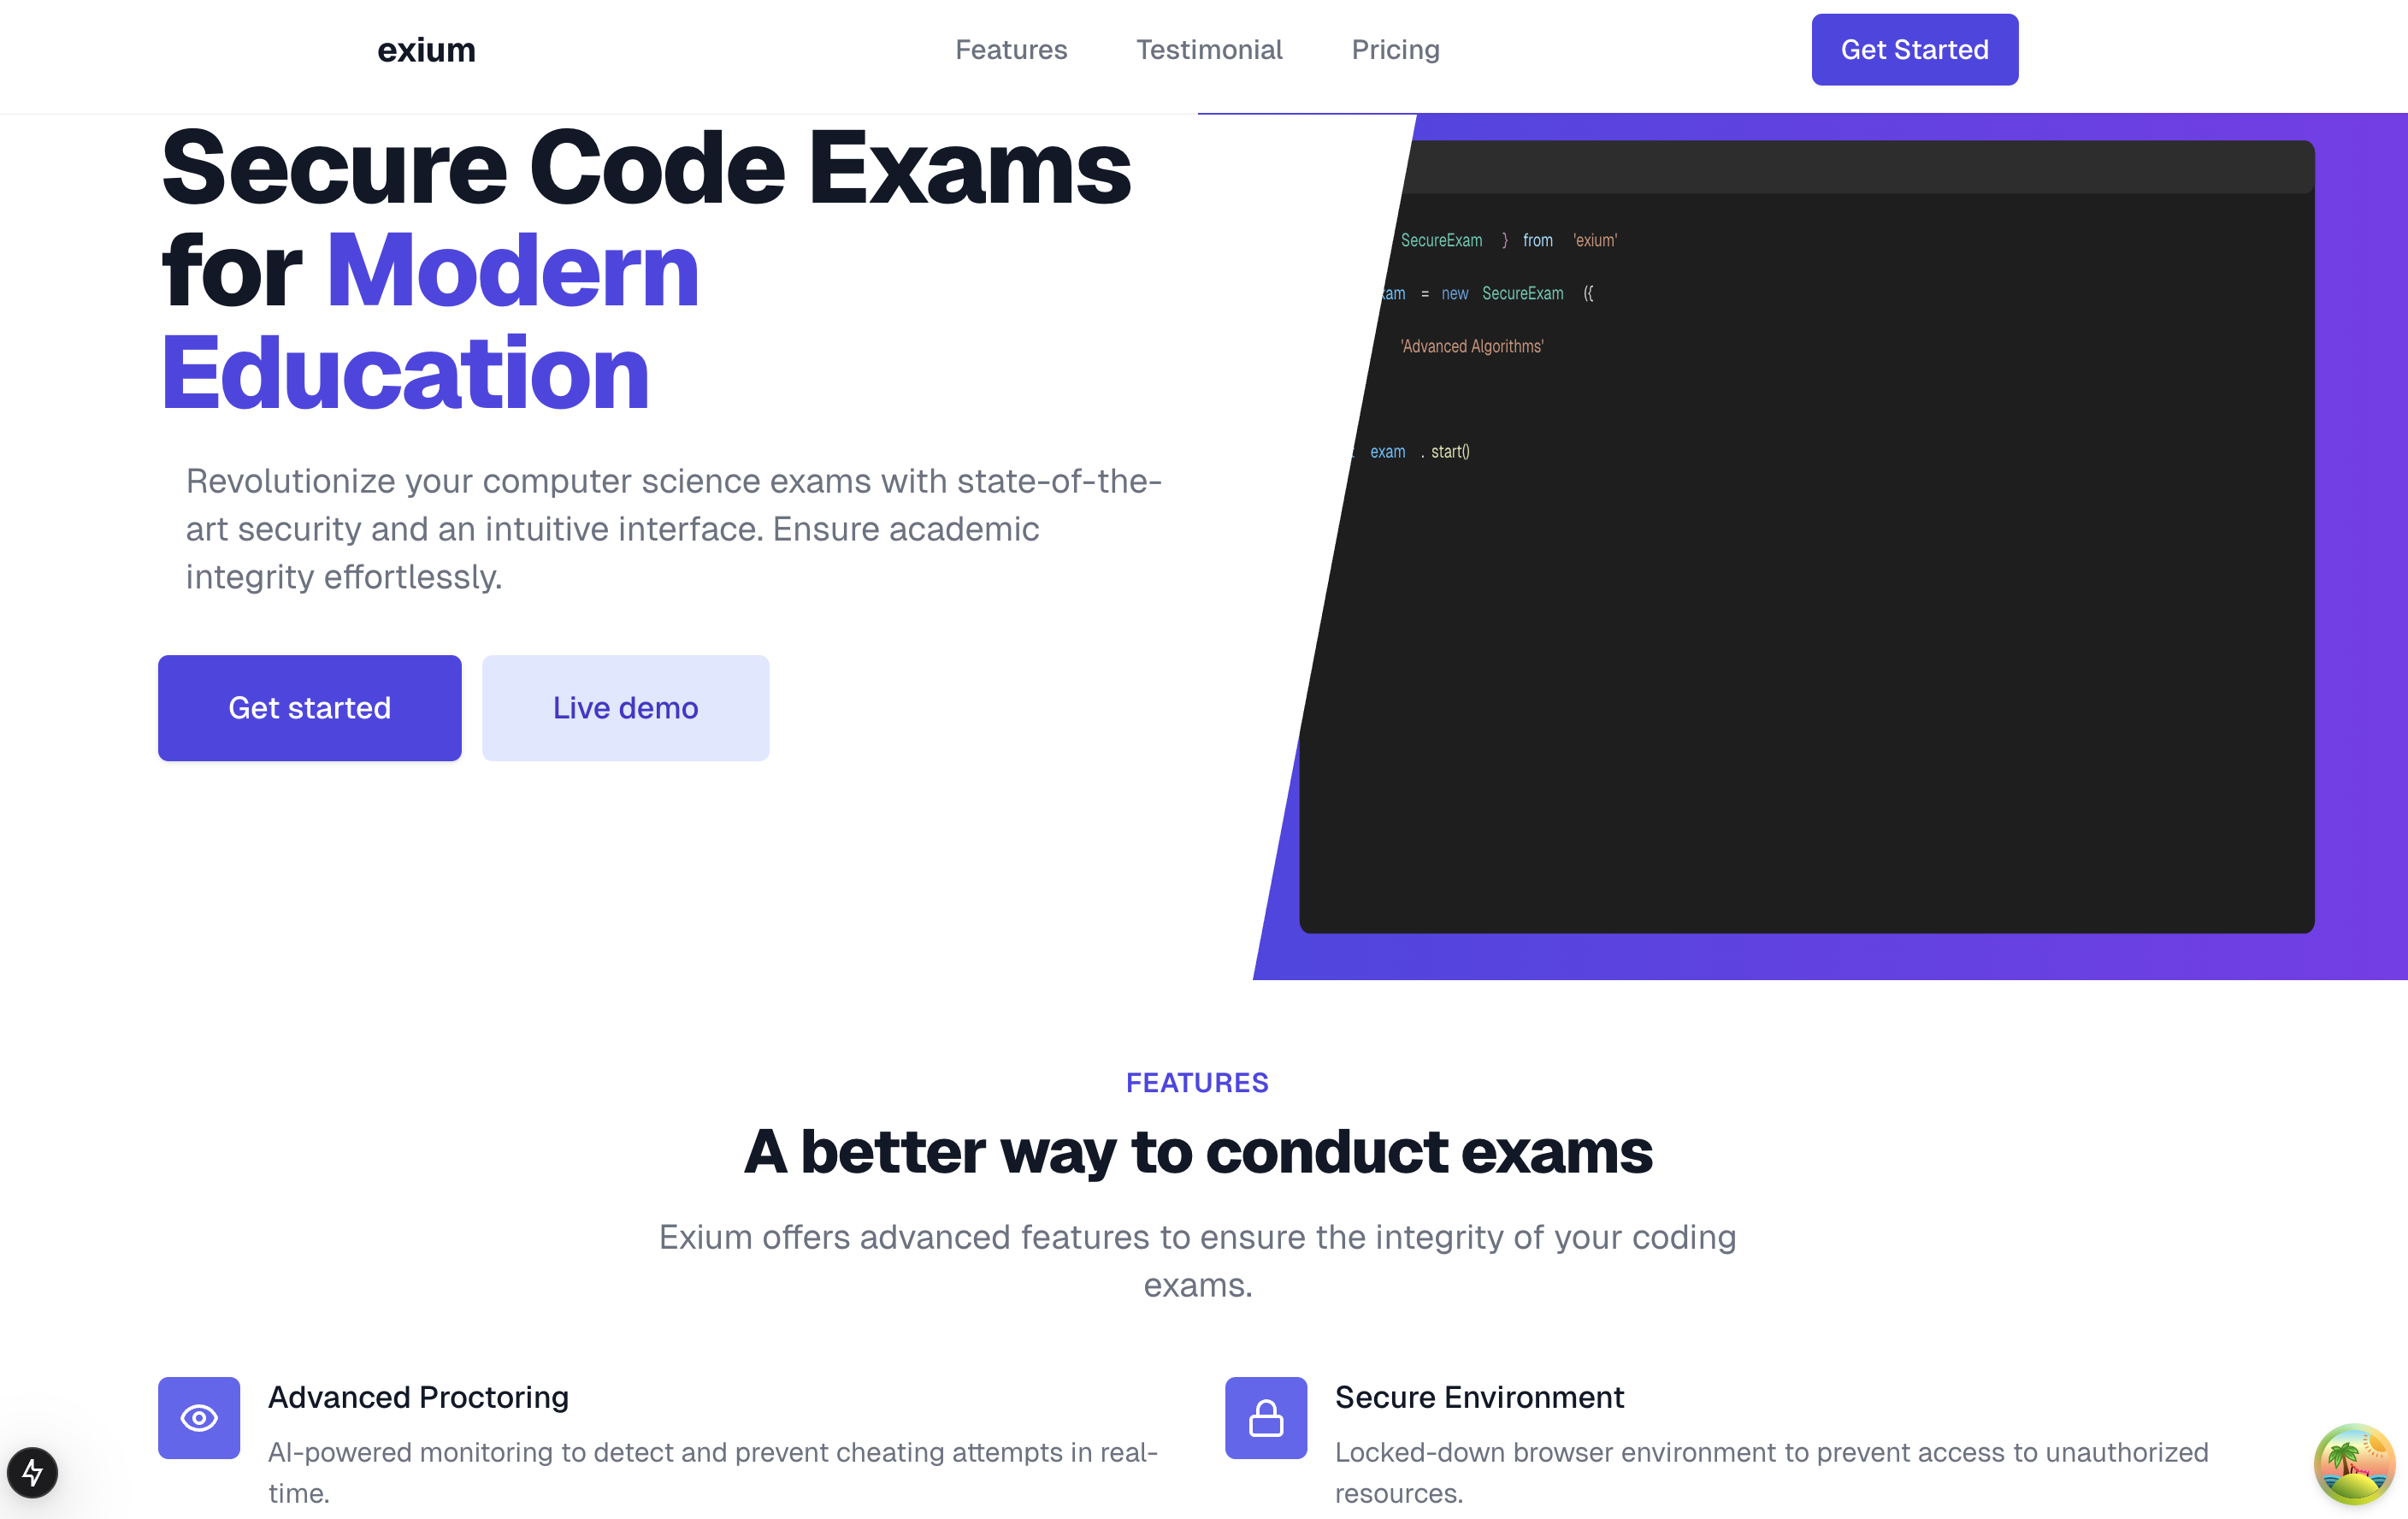 exium
Features
Testimonial
Pricing
Get Started
Secure Code Exams
for Modern
Education
Revolutionize your computer science exams with state-of-the-
art security and an intuitive interface. Ensure academic
integrity effortlessly.
Get started
Live demo
SecureExam } from 'exium'
am = new SecureExam ({
'Advanced Algorithms'
exam . start()
FEATURES
A better way to conduct exams
Exium offers advanced features to ensure the integrity of your coding
exams.
Advanced Proctoring
AI-powered monitoring to detect and prevent cheating attempts in real-
time.
Secure Environment
Locked-down browser environment to prevent access to unauthorized
resources.